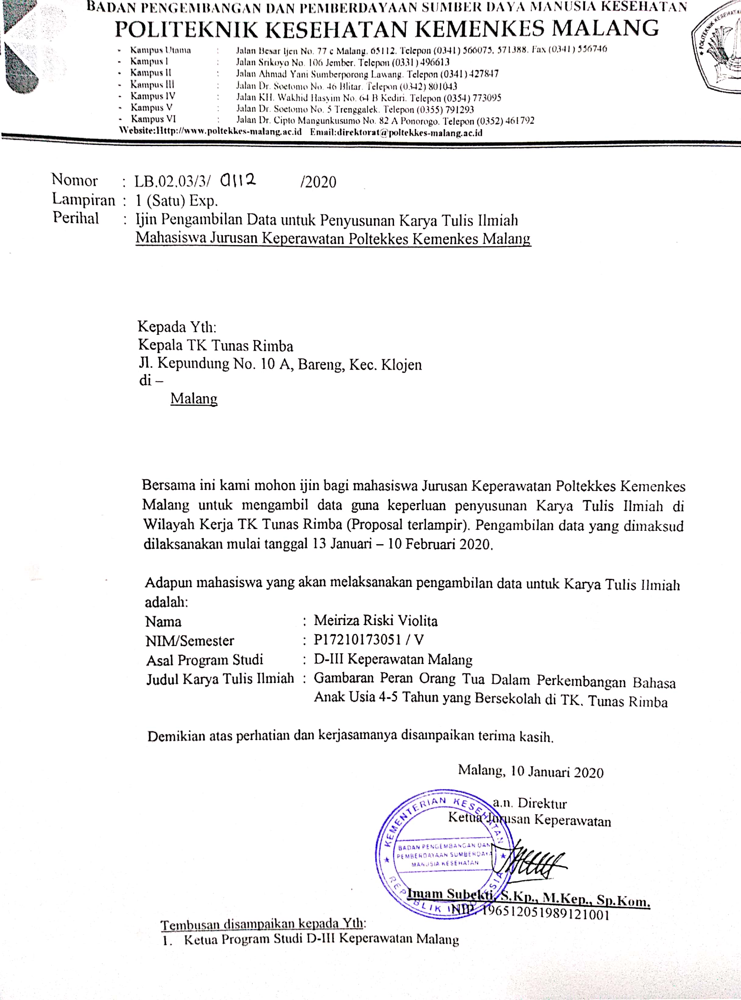 BADAN PENGEMBANGAN DAN PEMBERDAYAAN SUMBER DAYA MANUSIA KESEHATAN
POLITEKNIK KESEHATAN KEMENKES MALANG
- Kampus Utama : Jalan Besar Ijen No. 77 c Malang. 65112. Telepon (0341) 566075, 571388. Fax (0341) 556746
- Kampus I : Jalan Srikoyo No. 106 Jember. Telepon (0331) 496613
- Kampus II : Jalan Ahmad Yani Sumberporong Lawang. Telepon (0341) 427847
- Kampus III : Jalan Dr. Soetomo No. 46 Blitar. Telepon (0342) 801043
- Kampus IV : Jalan KH. Wakhid Hasyim No. 64 B Kediri. Telepon (0354) 773095
- Kampus V : Jalan Dr. Soetomo No. 5 Trenggalek. Telepon (0355) 791293
- Kampus VI : Jalan Dr. Cipto Mangunkusumo No. 82 A Ponorogo. Telepon (0352) 461792
Website:Http://www.poltekkes-malang.ac.id Email:direktorat@poltekkes-malang.ac.id
POLITEKNIK KESEHATAN
Nomor : LB.02.03/3/ 0112 /2020
Lampiran : 1 (Satu) Exp.
Perihal : Ijin Pengambilan Data untuk Penyusunan Karya Tulis Ilmiah
Mahasiswa Jurusan Keperawatan Poltekkes Kemenkes Malang
Kepada Yth:
Kepala TK Tunas Rimba
Jl. Kepundung No. 10 A, Bareng, Kec. Klojen
di –
Malang
Bersama ini kami mohon ijin bagi mahasiswa Jurusan Keperawatan Poltekkes Kemenkes
Malang untuk mengambil data guna keperluan penyusunan Karya Tulis Ilmiah di
Wilayah Kerja TK Tunas Rimba (Proposal terlampir). Pengambilan data yang dimaksud
dilaksanakan mulai tanggal 13 Januari – 10 Februari 2020.
Adapun mahasiswa yang akan melaksanakan pengambilan data untuk Karya Tulis Ilmiah
adalah:
Nama : Meiriza Riski Violita
NIM/Semester : P17210173051 / V
Asal Program Studi : D-III Keperawatan Malang
Judul Karya Tulis Ilmiah : Gambaran Peran Orang Tua Dalam Perkembangan Bahasa
Anak Usia 4-5 Tahun yang Bersekolah di TK. Tunas Rimba
Demikian atas perhatian dan kerjasamanya disampaikan terima kasih.
Malang, 10 Januari 2020
a.n. Direktur
Ketua Jurusan Keperawatan
KEMENTERIAN KESEHATAN
BADAN PENGEMBANGAN DAN
PEMBERDAYAAN SUMBERDAYA
MANUSIA KESEHATAN
REPUBLIK INDONESIA
Imam Subekti, S.Kp., M.Kep., Sp.Kom.
NIP. 196512051989121001
Tembusan disampaikan kepada Yth:
1. Ketua Program Studi D-III Keperawatan Malang